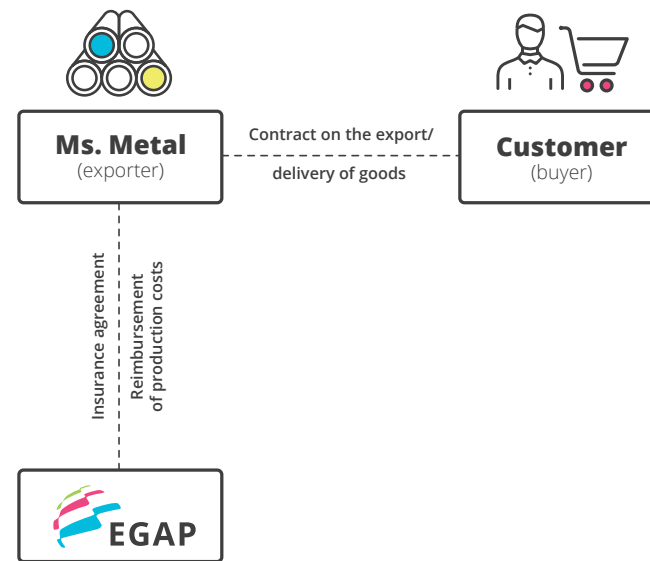 Ms. Metal
(exporter)
Contract on the export/
delivery of goods
Customer
(buyer)
Insurance agreement
Reimbursement
of production costs
EGAP